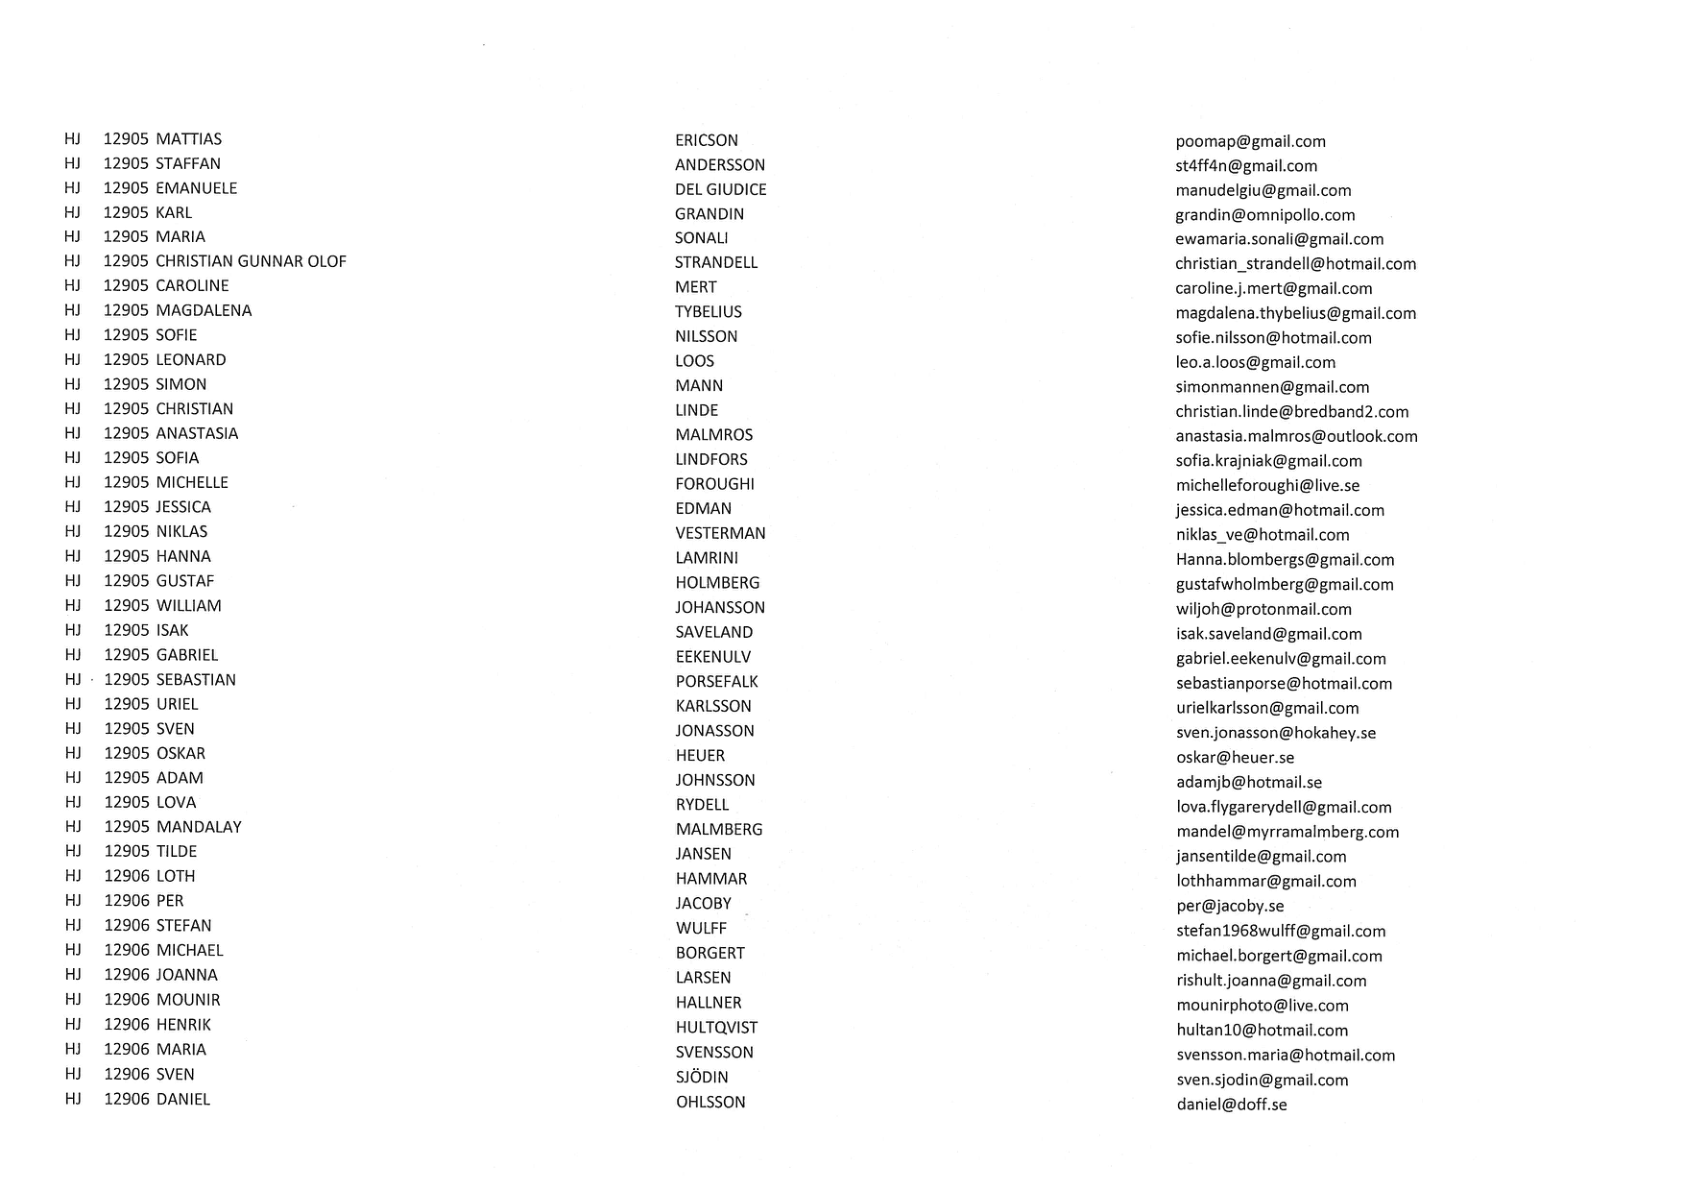 HJ 12905 MATTIAS ERICSON poomap@gmail.com
HJ 12905 STAFFAN ANDERSSON st4ff4n@gmail.com
HJ 12905 EMANUELE DEL GIUDICE manudelgiu@gmail.com
HJ 12905 KARL GRANDIN grandin@omnipollo.com
HJ 12905 MARIA SONALI ewamaria.sonali@gmail.com
HJ 12905 CHRISTIAN GUNNAR OLOF STRANDELL christian_strandell@hotmail.com
HJ 12905 CAROLINE MERT caroline.j.mert@gmail.com
HJ 12905 MAGDALENA TYBELIUS magdalena.thybelius@gmail.com
HJ 12905 SOFIE NILSSON sofie.nilsson@hotmail.com
HJ 12905 LEONARD LOOS leo.a.loos@gmail.com
HJ 12905 SIMON MANN simonmannen@gmail.com
HJ 12905 CHRISTIAN LINDE christian.linde@bredband2.com
HJ 12905 ANASTASIA MALMROS anastasia.malmros@outlook.com
HJ 12905 SOFIA LINDFORS sofia.krajniak@gmail.com
HJ 12905 MICHELLE FOROUGHI michelleforoughi@live.se
HJ 12905 JESSICA EDMAN jessica.edman@hotmail.com
HJ 12905 NIKLAS VESTERMAN niklas_ve@hotmail.com
HJ 12905 HANNA LAMRINI Hanna.blombergs@gmail.com
HJ 12905 GUSTAF HOLMBERG gustafwholmberg@gmail.com
HJ 12905 WILLIAM JOHANSSON wiljoh@protonmail.com
HJ 12905 ISAK SAVELAND isak.saveland@gmail.com
HJ 12905 GABRIEL EEKENULV gabriel.eekenulv@gmail.com
HJ 12905 SEBASTIAN PORSEFALK sebastianporse@hotmail.com
HJ 12905 URIEL KARLSSON urielkarlsson@gmail.com
HJ 12905 SVEN JONASSON sven.jonasson@hokahey.se
HJ 12905 OSKAR HEUER oskar@heuer.se
HJ 12905 ADAM JOHNSSON adamjb@hotmail.se
HJ 12905 LOVA RYDELL lova.flygarerydell@gmail.com
HJ 12905 MANDALAY MALMBERG mandel@myrramalmberg.com
HJ 12905 TILDE JANSEN jansentilde@gmail.com
HJ 12906 LOTH HAMMAR lothhammar@gmail.com
HJ 12906 PER JACOBY per@jacoby.se
HJ 12906 STEFAN WULFF stefan1968wulff@gmail.com
HJ 12906 MICHAEL BORGERT michael.borgert@gmail.com
HJ 12906 JOANNA LARSEN rishult.joanna@gmail.com
HJ 12906 MOUNIR HALLNER mounirphoto@live.com
HJ 12906 HENRIK HULTQVIST hultan10@hotmail.com
HJ 12906 MARIA SVENSSON svensson.maria@hotmail.com
HJ 12906 SVEN SJÖDIN sven.sjodin@gmail.com
HJ 12906 DANIEL OHLSSON daniel@doff.se